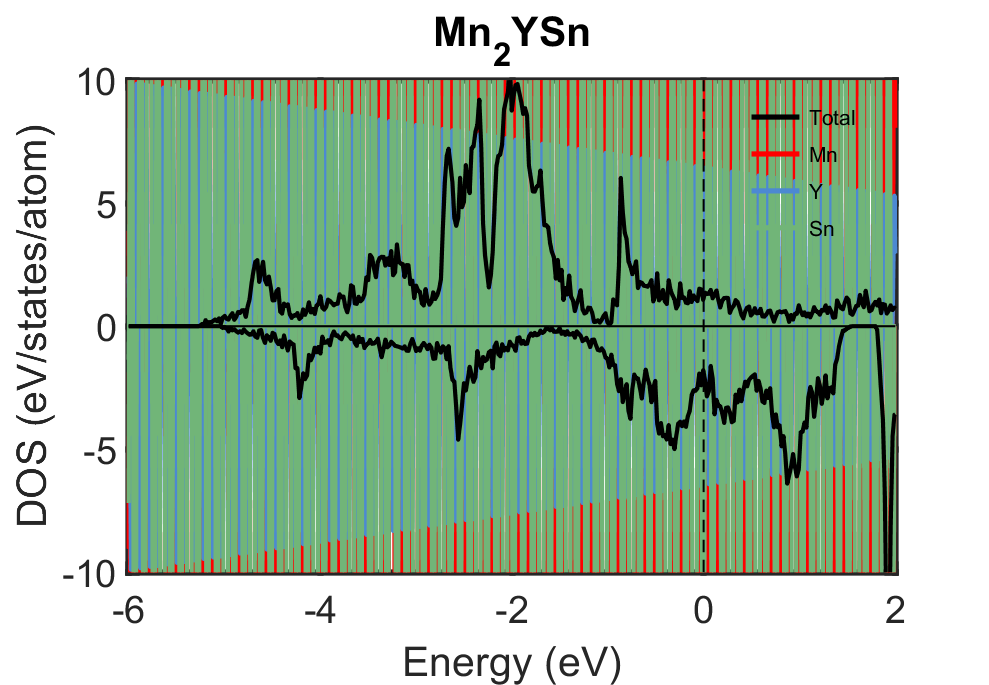 Mn2YSn
DOS (eV/states/atom)
10
5
0
-5
-10
Total
Mn
Y
Sn
-6 -4 -2 0 2
Energy (eV)